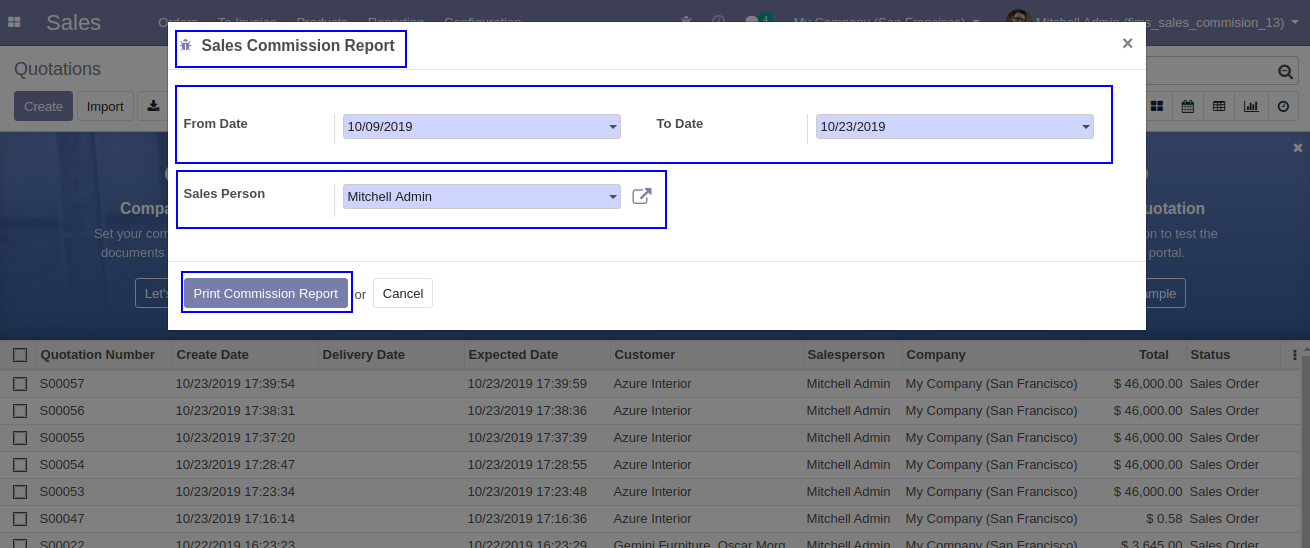 Sales
Orders To Invoice Products Reporting Configuration 4 My Company (San Francisco) Mitchell Admin (fims_sales_commision_13)
Sales Commission Report ×
Quotations
Create Import
From Date 10/09/2019 To Date 10/23/2019
Sales Person Mitchell Admin
Print Commission Report or Cancel
Set your com
documents
Let's
on to test the
portal.
Quotation Number Create Date Delivery Date Expected Date Customer Salesperson Company Total Status
S00057 10/23/2019 17:39:54 10/23/2019 17:39:59 Azure Interior Mitchell Admin My Company (San Francisco) $ 46,000.00 Sales Order
S00056 10/23/2019 17:38:31 10/23/2019 17:38:36 Azure Interior Mitchell Admin My Company (San Francisco) $ 46,000.00 Sales Order
S00055 10/23/2019 17:37:20 10/23/2019 17:37:39 Azure Interior Mitchell Admin My Company (San Francisco) $ 46,000.00 Sales Order
S00054 10/23/2019 17:28:47 10/23/2019 17:28:55 Azure Interior Mitchell Admin My Company (San Francisco) $ 46,000.00 Sales Order
S00053 10/23/2019 17:23:34 10/23/2019 17:23:48 Azure Interior Mitchell Admin My Company (San Francisco) $ 46,000.00 Sales Order
S00047 10/23/2019 17:16:14 10/23/2019 17:16:36 Azure Interior Mitchell Admin My Company (San Francisco) $ 0.58 Sales Order
S00022 10/22/2019 16:23:23 10/22/2019 16:23:29 Gemini Furniture, Oscar Morg Mitchell Admin My Company (San Francisco) $ 3,645.00 Sales Order